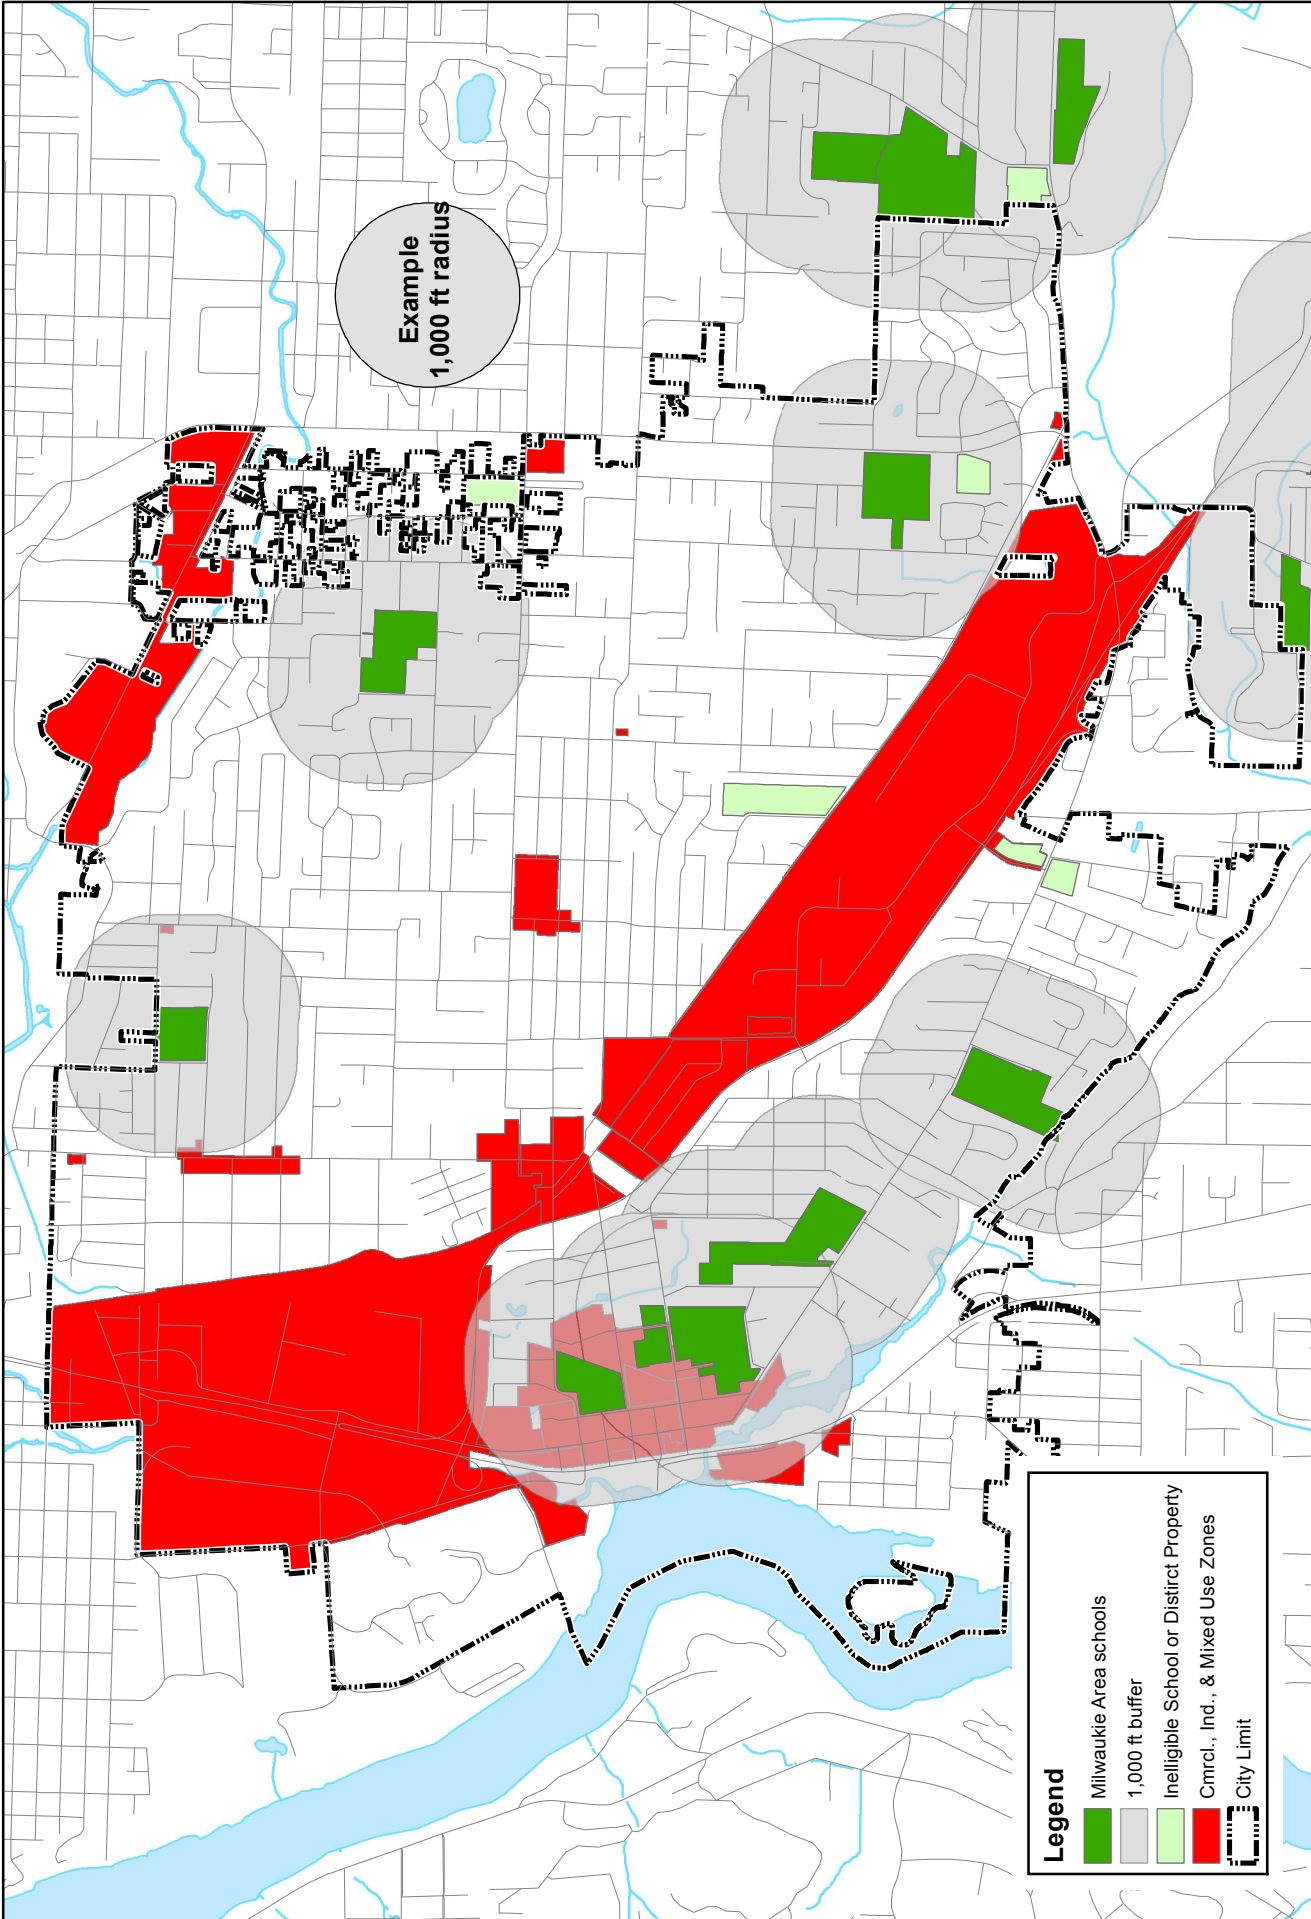 Example
1,000 ft radius
Legend
Milwaukie Area schools
1,000 ft buffer
Inelligible School or Distirct Property
Cmrcl., Ind., & Mixed Use Zones
City Limit